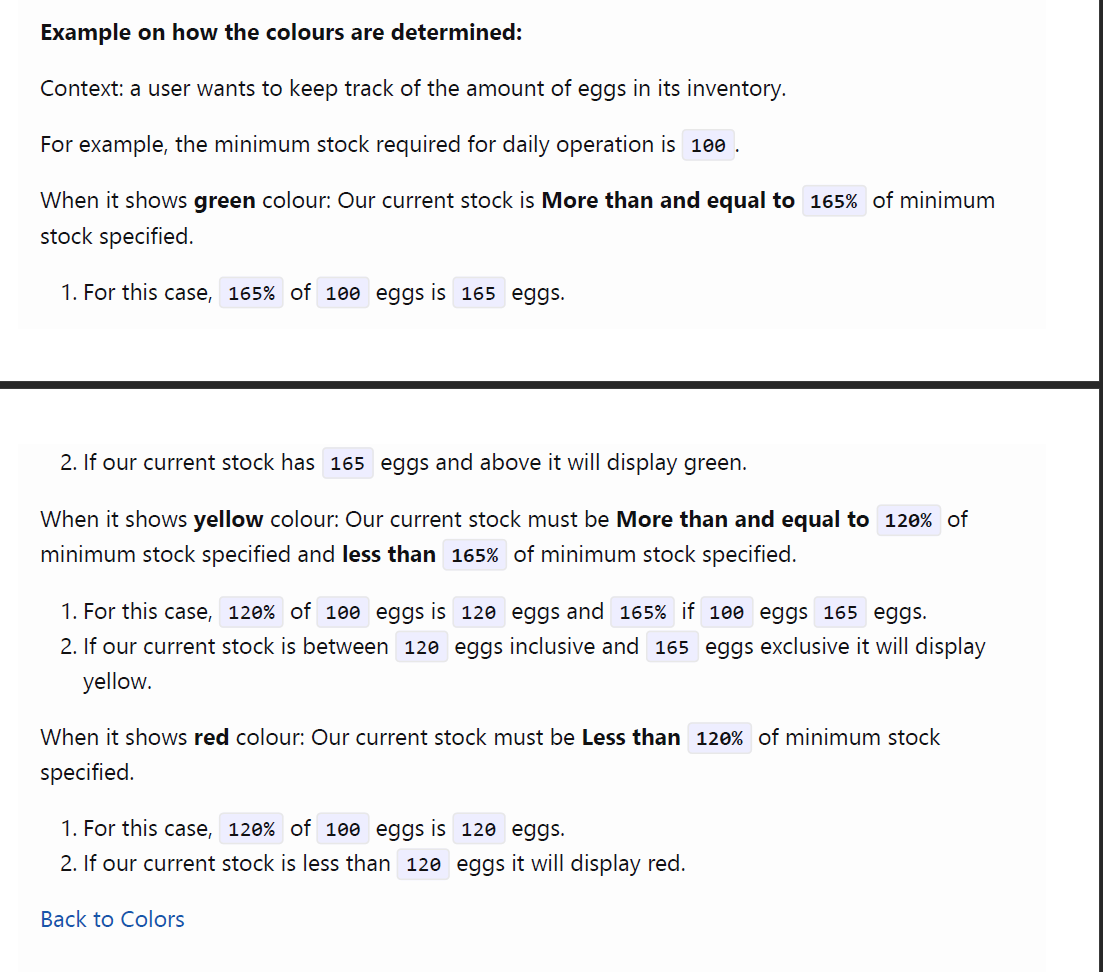 Example on how the colours are determined:
Context: a user wants to keep track of the amount of eggs in its inventory.
For example, the minimum stock required for daily operation is 100.
When it shows green colour: Our current stock is More than and equal to 165% of minimum
stock specified.
1. For this case, 165% of 100 eggs is 165 eggs.
2. If our current stock has 165 eggs and above it will display green.
When it shows yellow colour: Our current stock must be More than and equal to 120% of
minimum stock specified and less than 165% of minimum stock specified.
1. For this case, 120% of 100 eggs is 120 eggs and 165% if 100 eggs 165 eggs.
2. If our current stock is between 120 eggs inclusive and 165 eggs exclusive it will display
yellow.
When it shows red colour: Our current stock must be Less than 120% of minimum stock
specified.
1. For this case, 120% of 100 eggs is 120 eggs.
2. If our current stock is less than 120 eggs it will display red.
Back to Colors